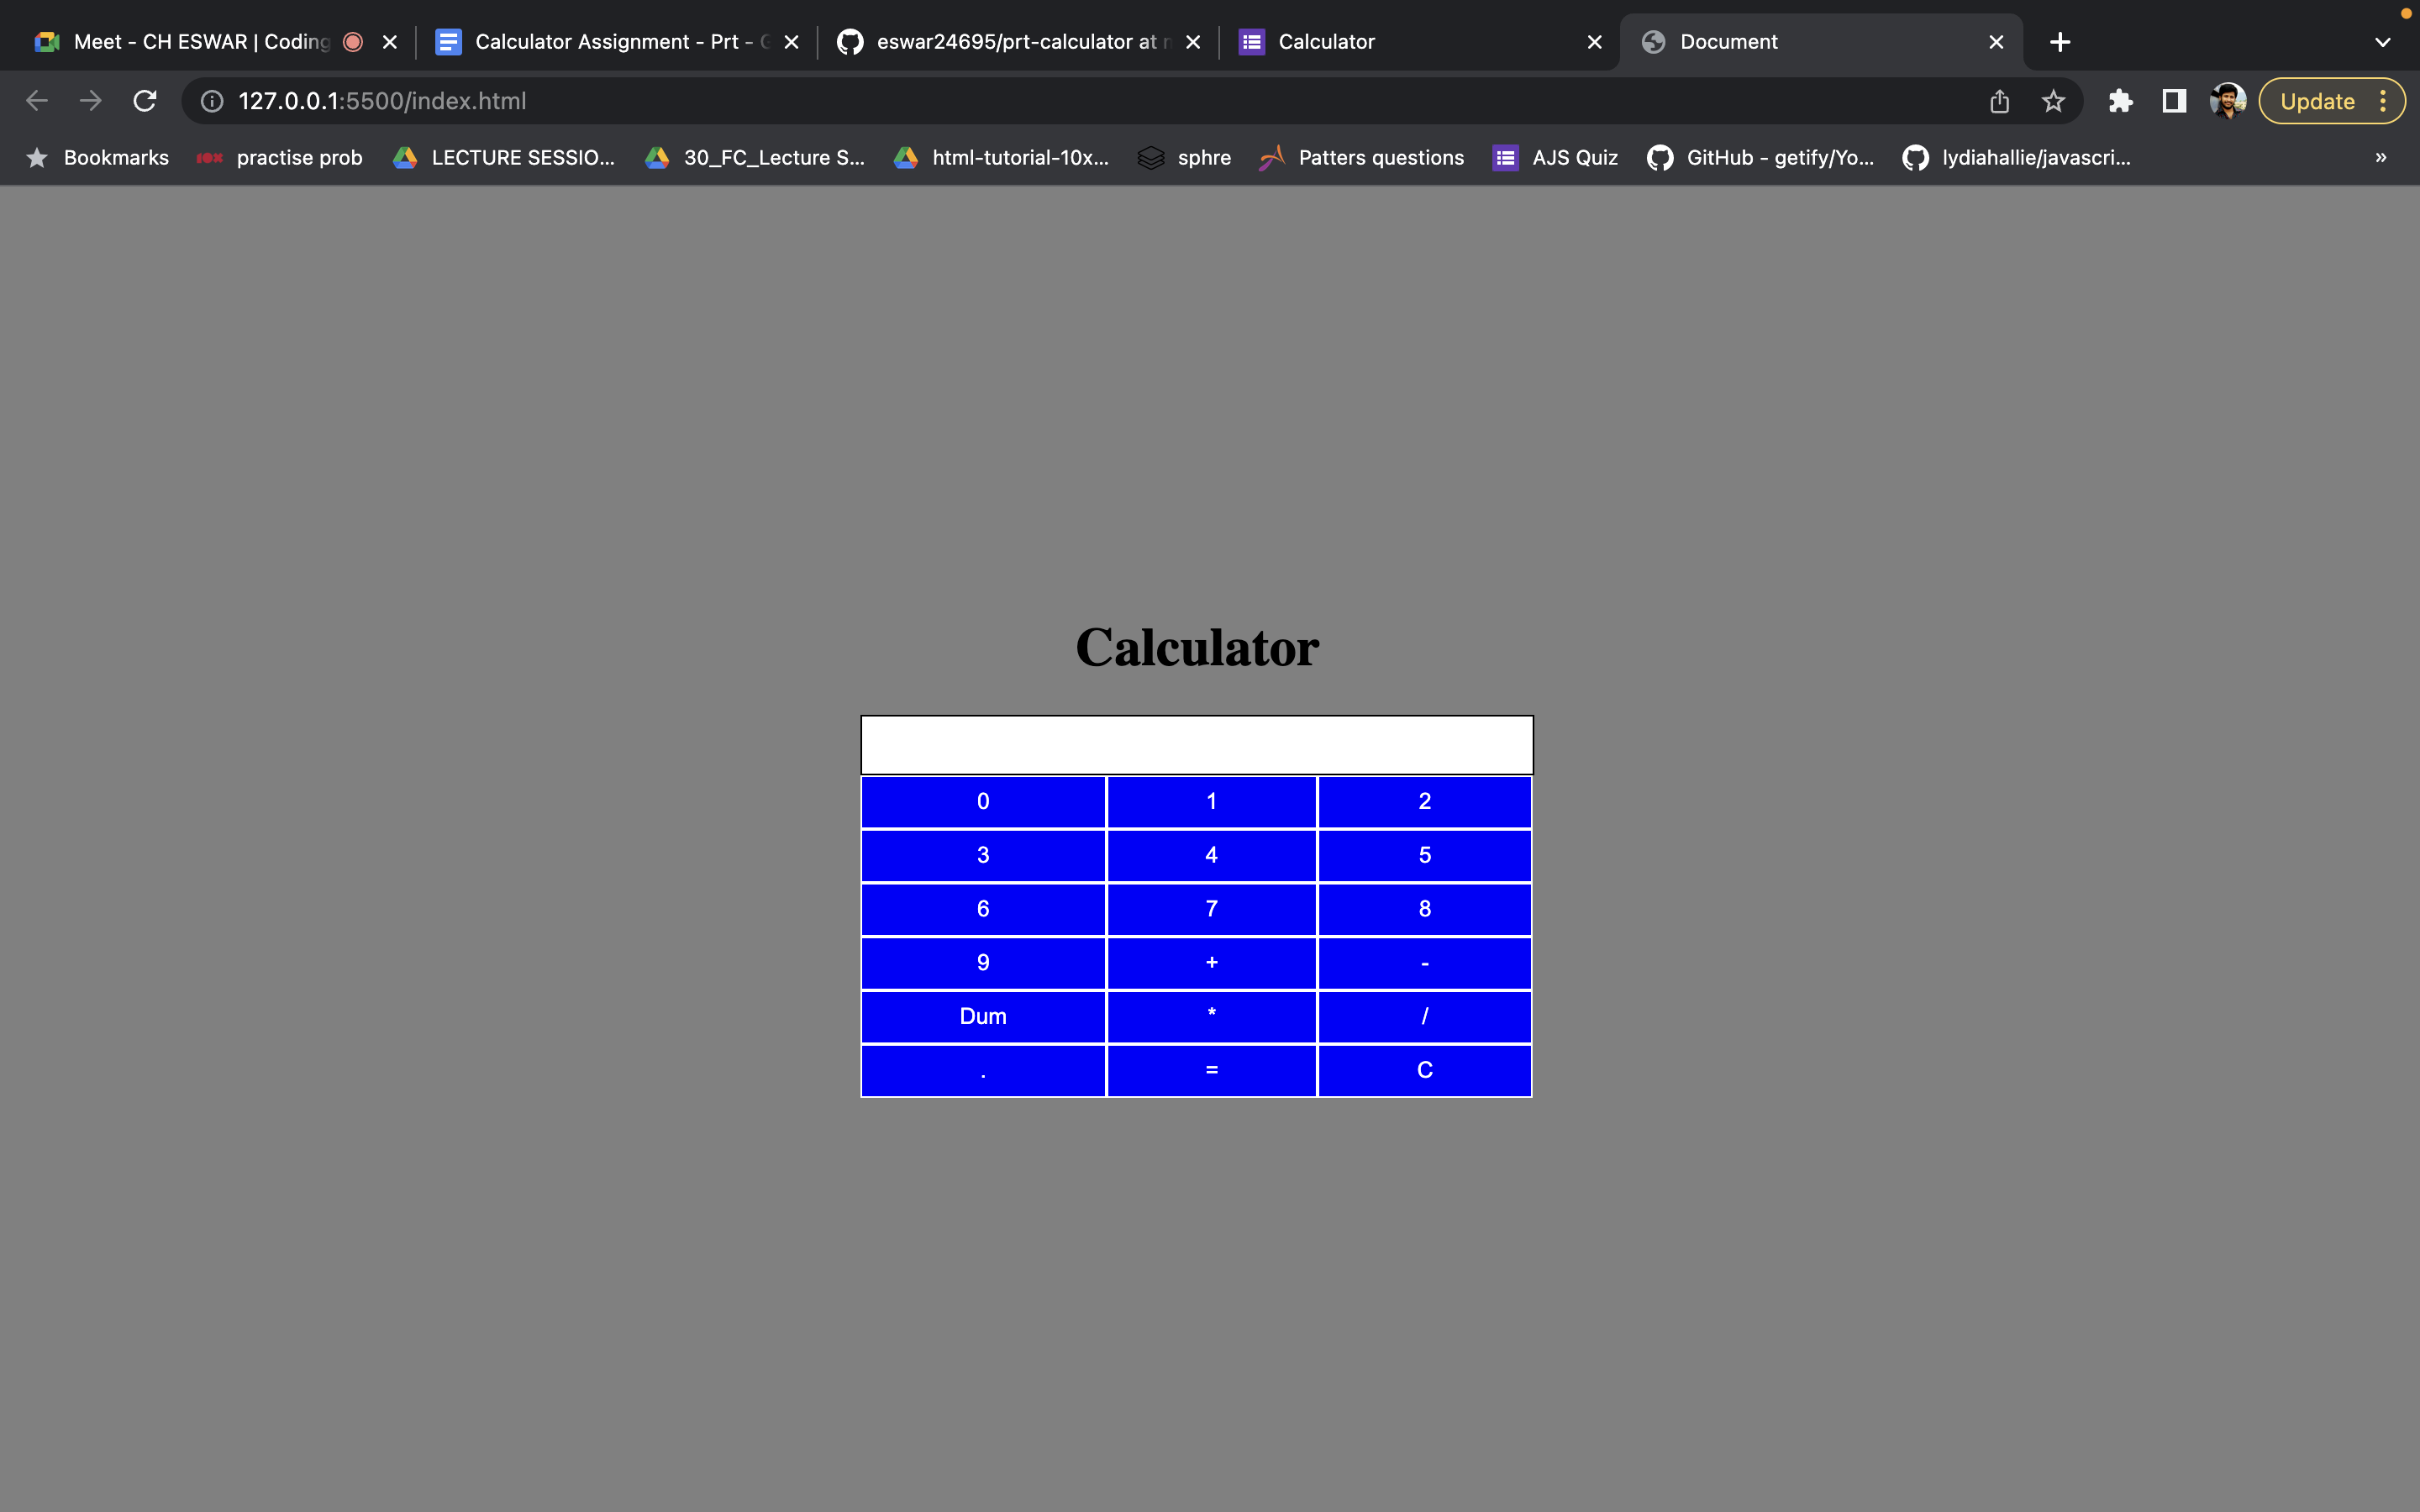 Meet - CH ESWAR | Coding
Calculator Assignment - Prt -
eswar24695/prt-calculator at
Calculator
Document
127.0.0.1:5500/index.html
Update
Bookmarks
practise prob
LECTURE SESSIO...
30_FC_Lecture S...
html-tutorial-10x...
sphre
Patters questions
AJS Quiz
GitHub - getify/Yo...
lydiahallie/javascri...
»
Calculator
0 1 2
3 4 5
6 7 8
9 + -
Dum * /
. = C